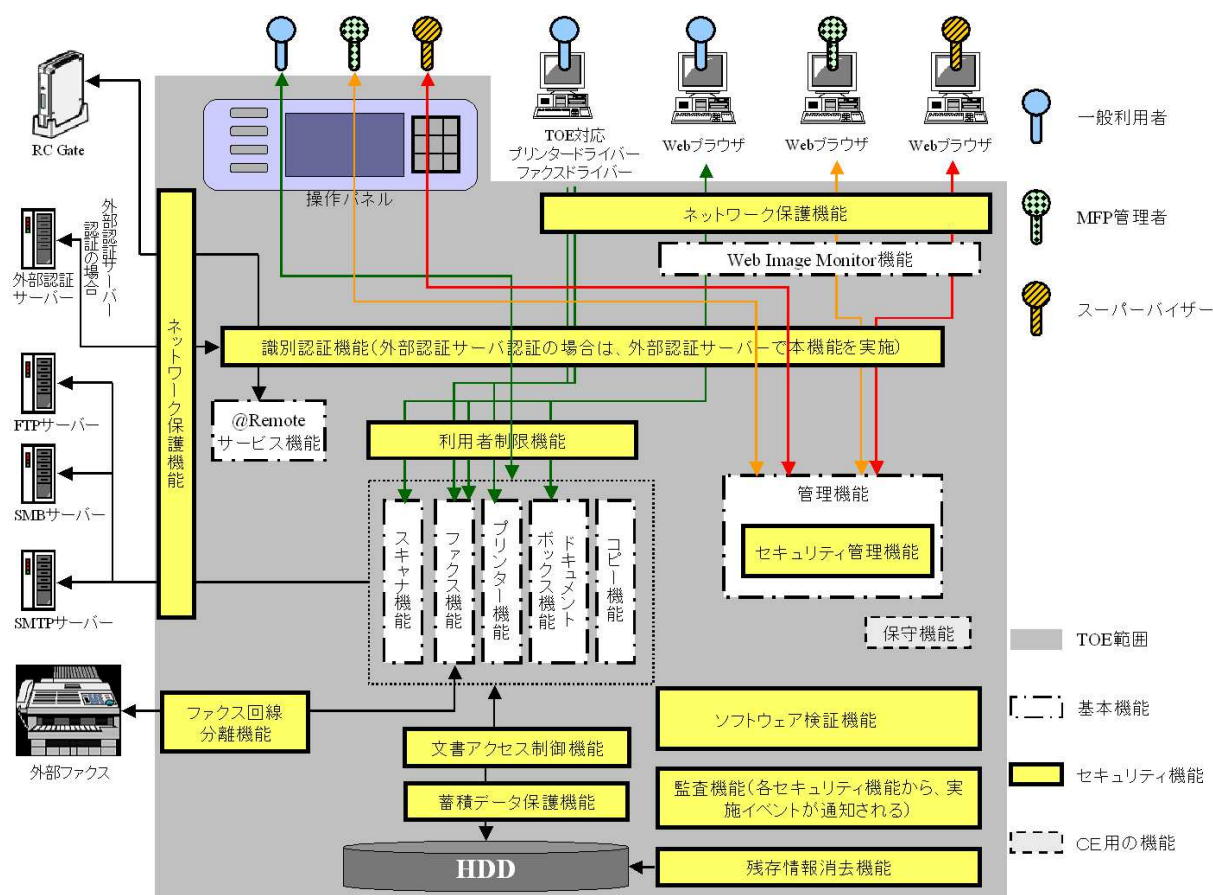 RC Gate
外部認証
サーバー
外部認証サーバー
認証の場合
FTPサーバー
SMBサーバー
SMTPサーバー
外部ファクス
操作パネル
TOE対応
プリンタードライバー
ファクスドライバー
Webブラウザ
Webブラウザ
Webブラウザ
ネットワーク保護機能
Web Image Monitor機能
ネットワーク保護機能
識別認証機能(外部認証サーバ認証の場合は、外部認証サーバーで本機能を実施)
@Remote
サービス機能
利用者制限機能
スキャナ機能
ファクス機能
プリンター機能
ドキュメント
ボックス機能
コピー機能
管理機能
セキュリティ管理機能
保守機能
ファクス回線
分離機能
文書アクセス制御機能
蓄積データ保護機能
HDD
ソフトウェア検証機能
監査機能(各セキュリティ機能から、実
施イベントが通知される)
残存情報消去機能
一般利用者
MFP管理者
スーパーバイザー
TOE範囲
基本機能
セキュリティ機能
CE用の機能